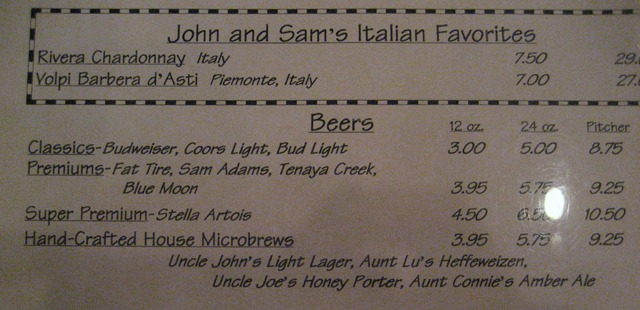 John and Sam's Italian Favorites
Rivera Chardonnay Italy 7.50
Volpi Barbera d'Asti Piemonte, Italy 7.00
Beers 12 oz. 24 oz. Pitcher
Classics-Budweiser, Coors Light, Bud Light 3.00 5.00 8.75
Premiums-Fat Tire, Sam Adams, Tenaya Creek,
Blue Moon 3.95 5.75 9.25
Super Premium-Stella Artois 4.50 10.50
Hand-Crafted House Microbrews 3.95 5.75 9.25
Uncle John's Light Lager, Aunt Lu's Heffeweizen,
Uncle Joe's Honey Porter, Aunt Connie's Amber Ale